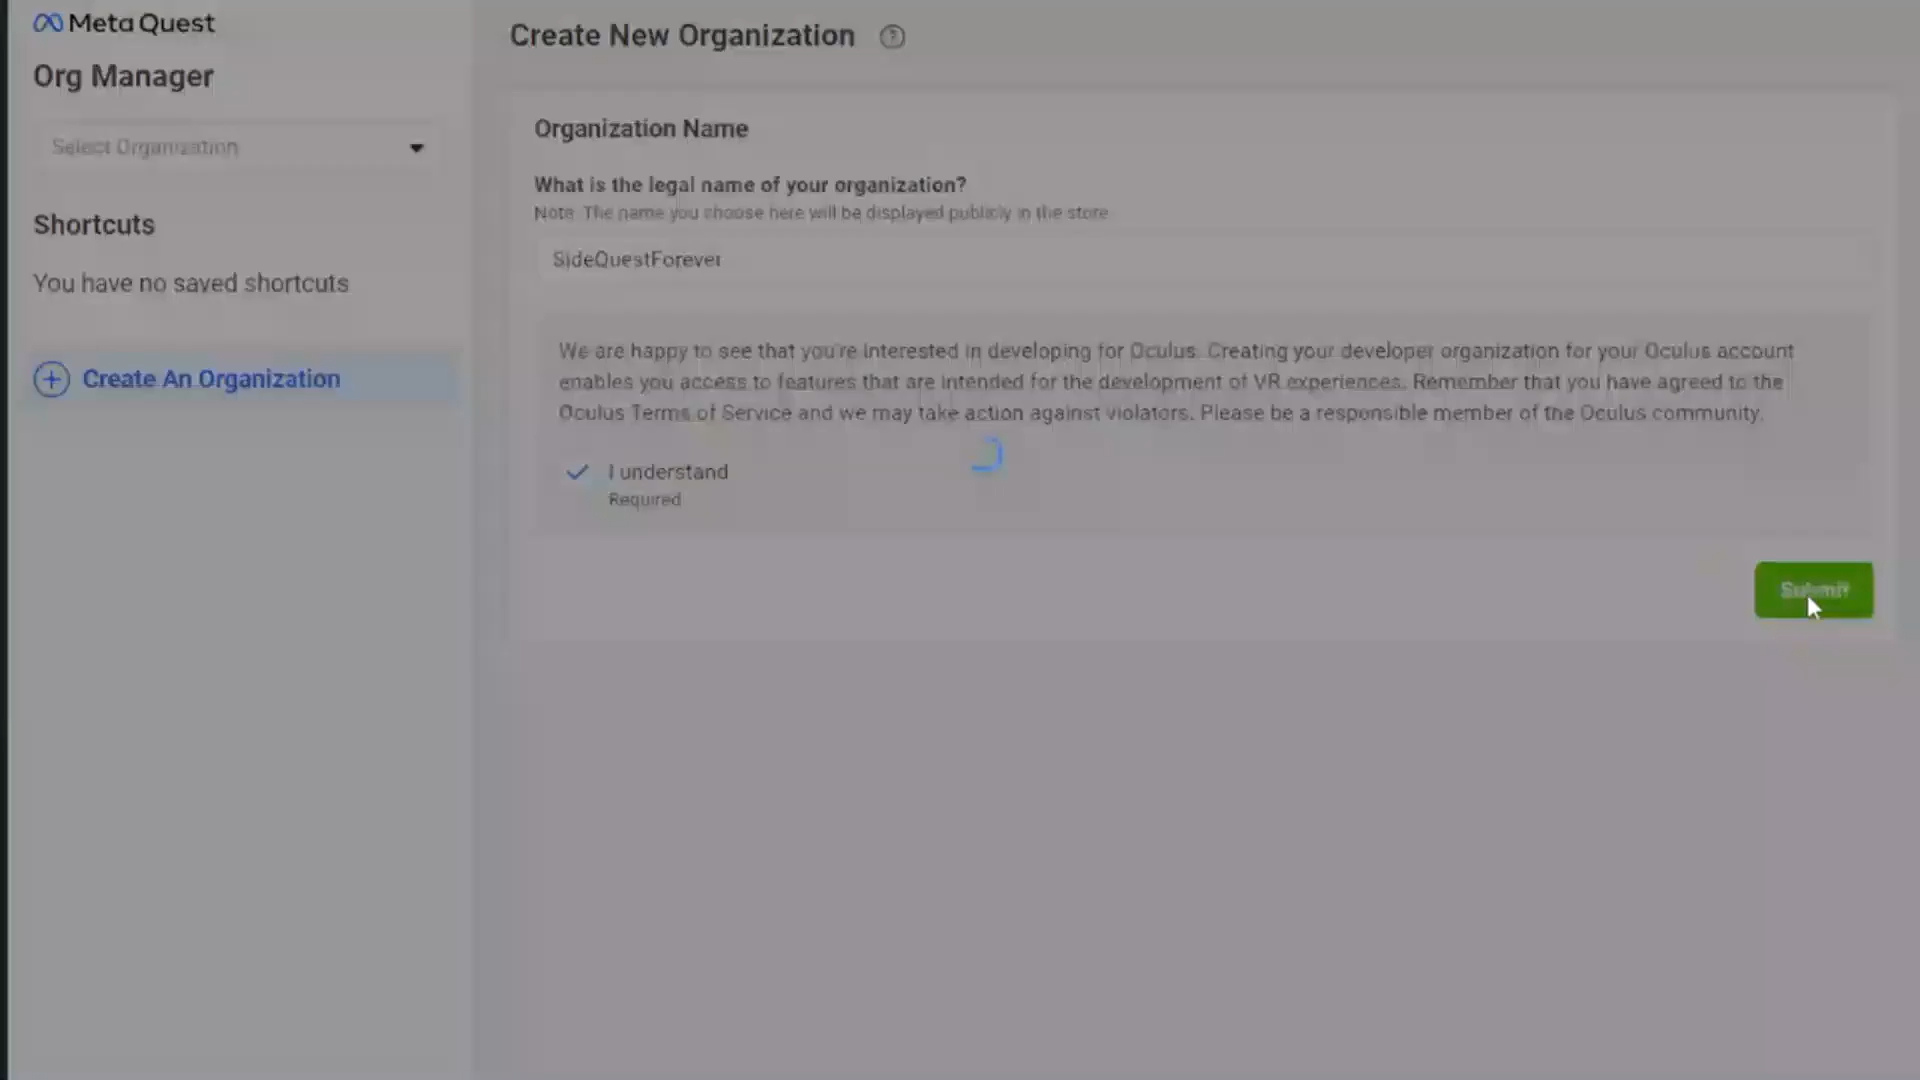 Meta Quest
Org Manager
Select Organization
Shortcuts
You have no saved shortcuts
Create An Organization
Create New Organization ?
Organization Name
What is the legal name of your organization?
Note: The name you choose here will be displayed publicly in the store
SideQuestForever
We are happy to see that you're interested in developing for Oculus. Creating your developer organization for your Oculus account
enables you access to features that are intended for the development of VR experiences. Remember that you have agreed to the
Oculus Terms of Service and we may take action against violators. Please be a responsible member of the Oculus community.
I understand
Required
Submit